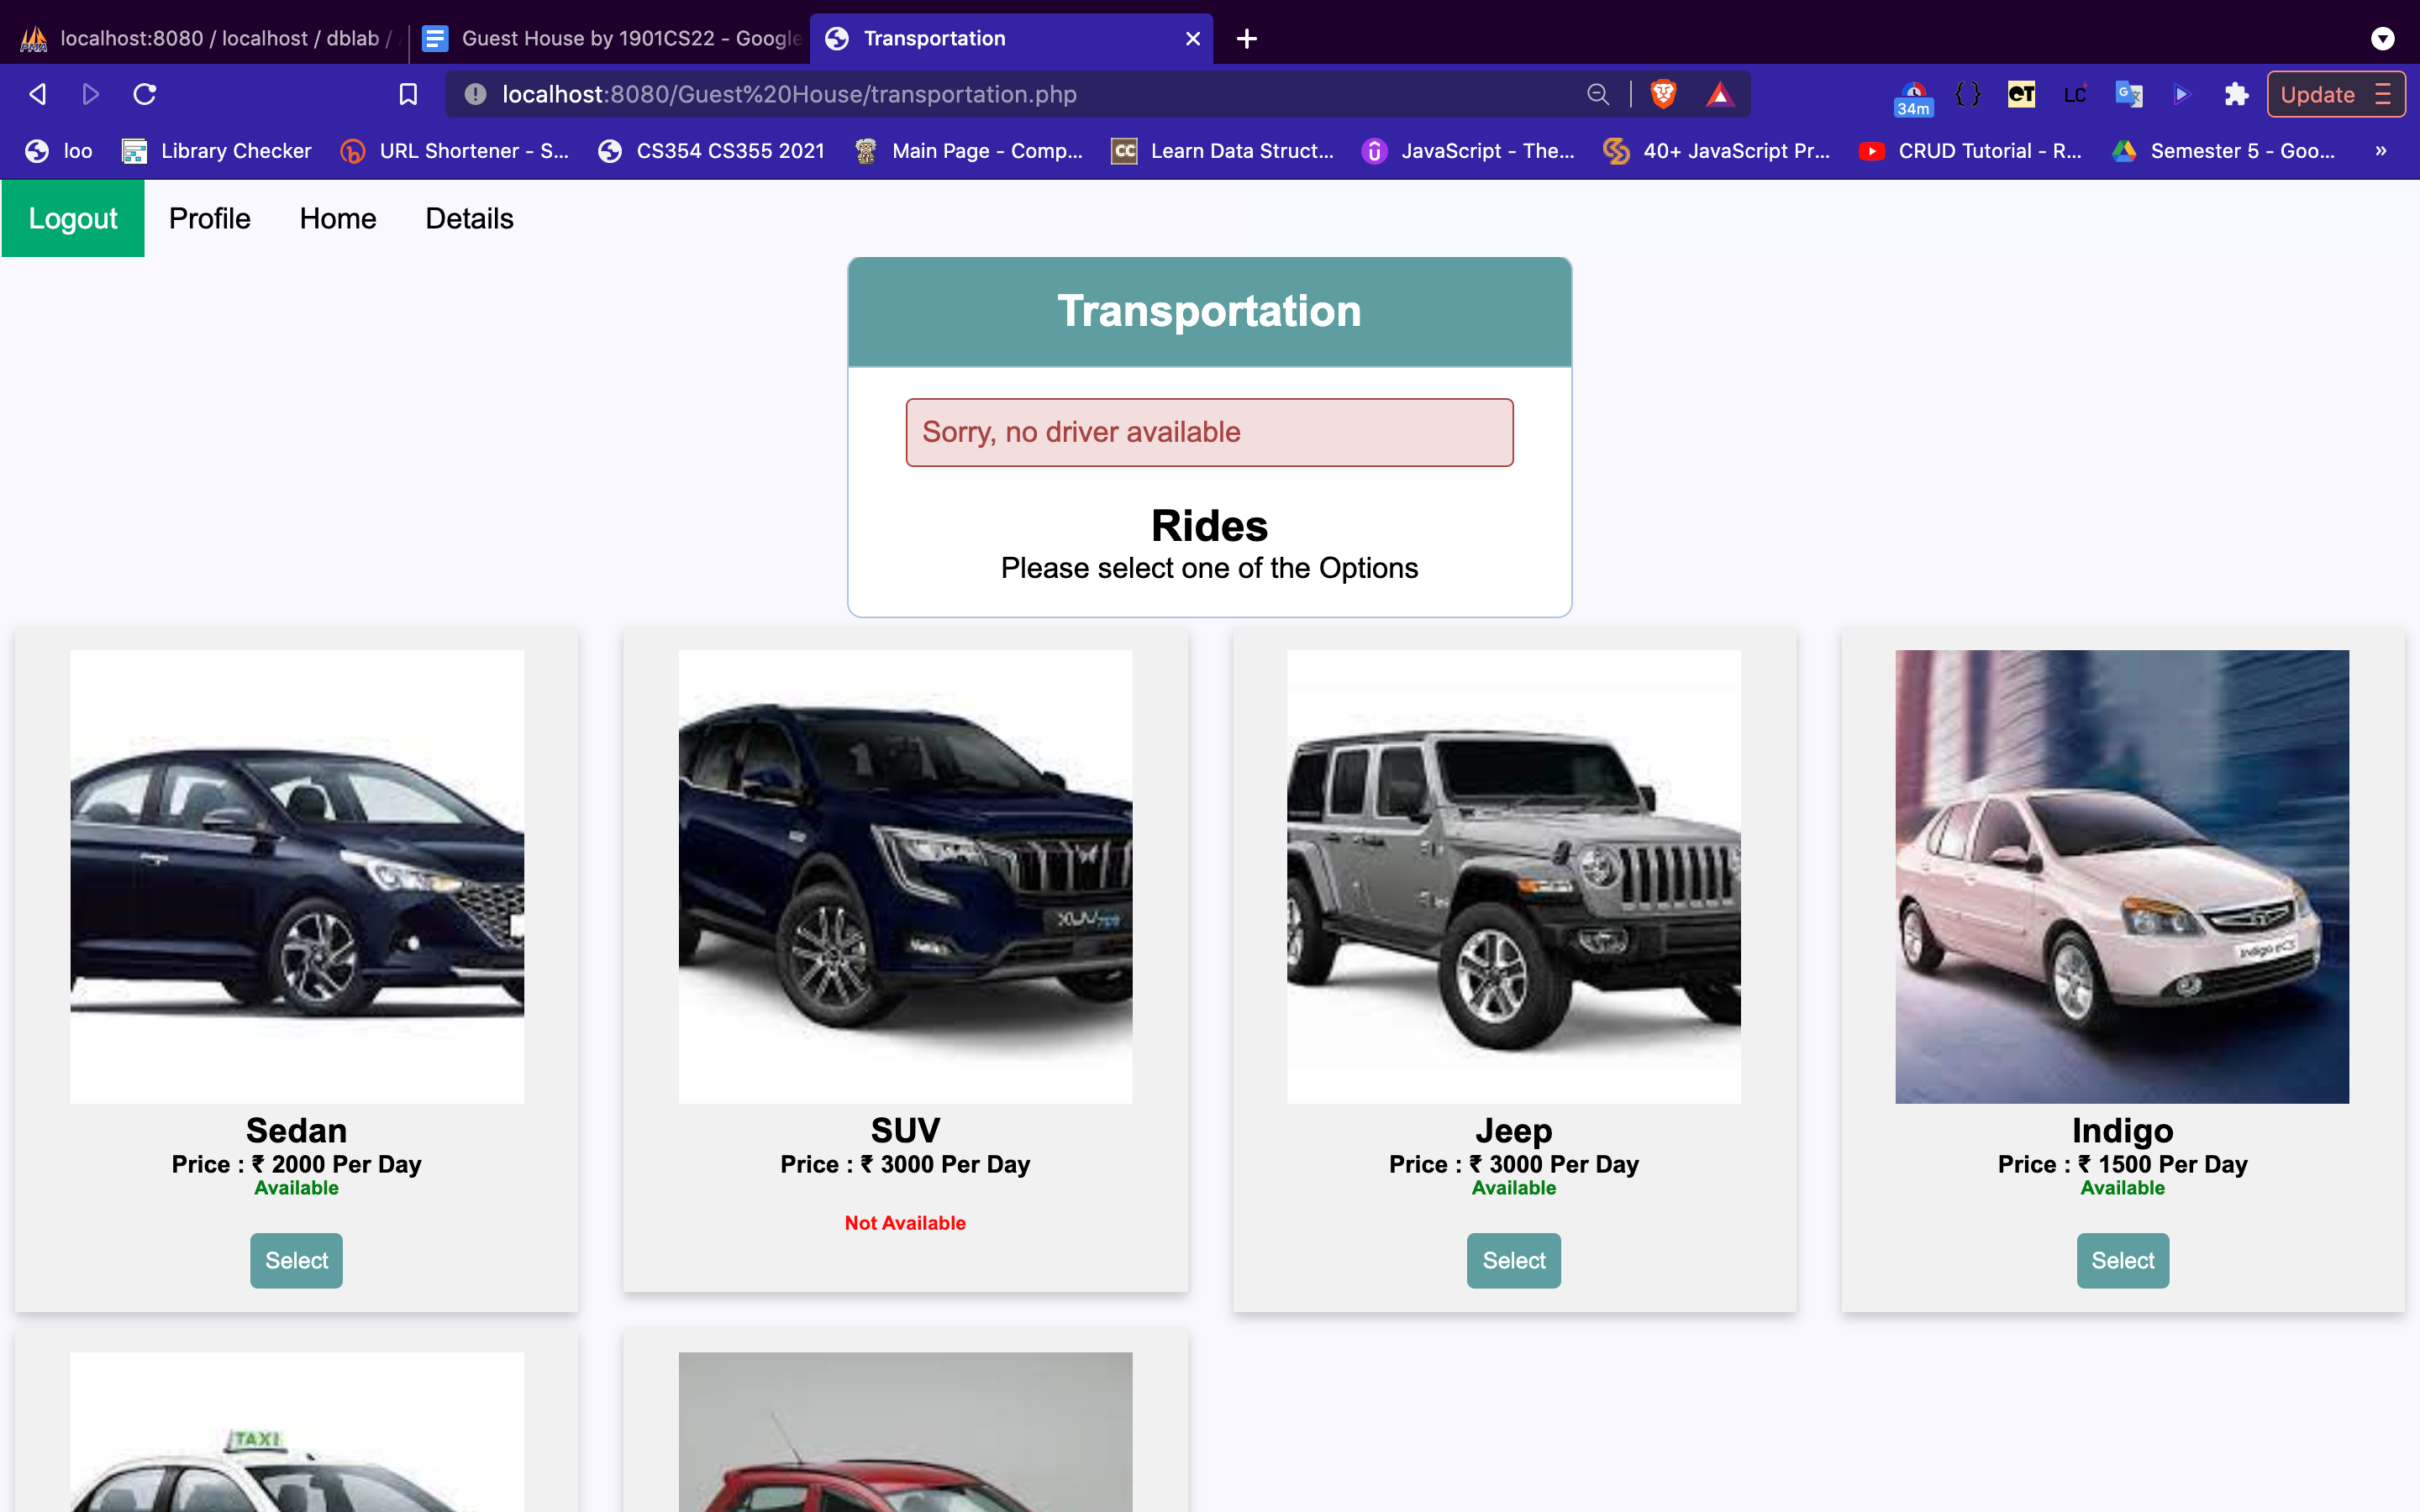 localhost:8080 / localhost / dblab /
Guest House by 1901CS22 - Google
Transportation
localhost:8080/Guest%20House/transportation.php
34m
Update
loo
Library Checker
URL Shortener - S...
CS354 CS355 2021
Main Page - Comp...
CC
Learn Data Struct...
JavaScript - The...
40+ JavaScript Pr...
CRUD Tutorial - R...
Semester 5 - Goo...
»
Logout
Profile
Home
Details
Transportation
Sorry, no driver available
Rides
Please select one of the Options
Sedan
Price : ₹ 2000 Per Day
Available
Select
SUV
Price : ₹ 3000 Per Day
Not Available
Jeep
Price : ₹ 3000 Per Day
Available
Select
Indigo eCS
Indigo
Price : ₹ 1500 Per Day
Available
Select
TAXI